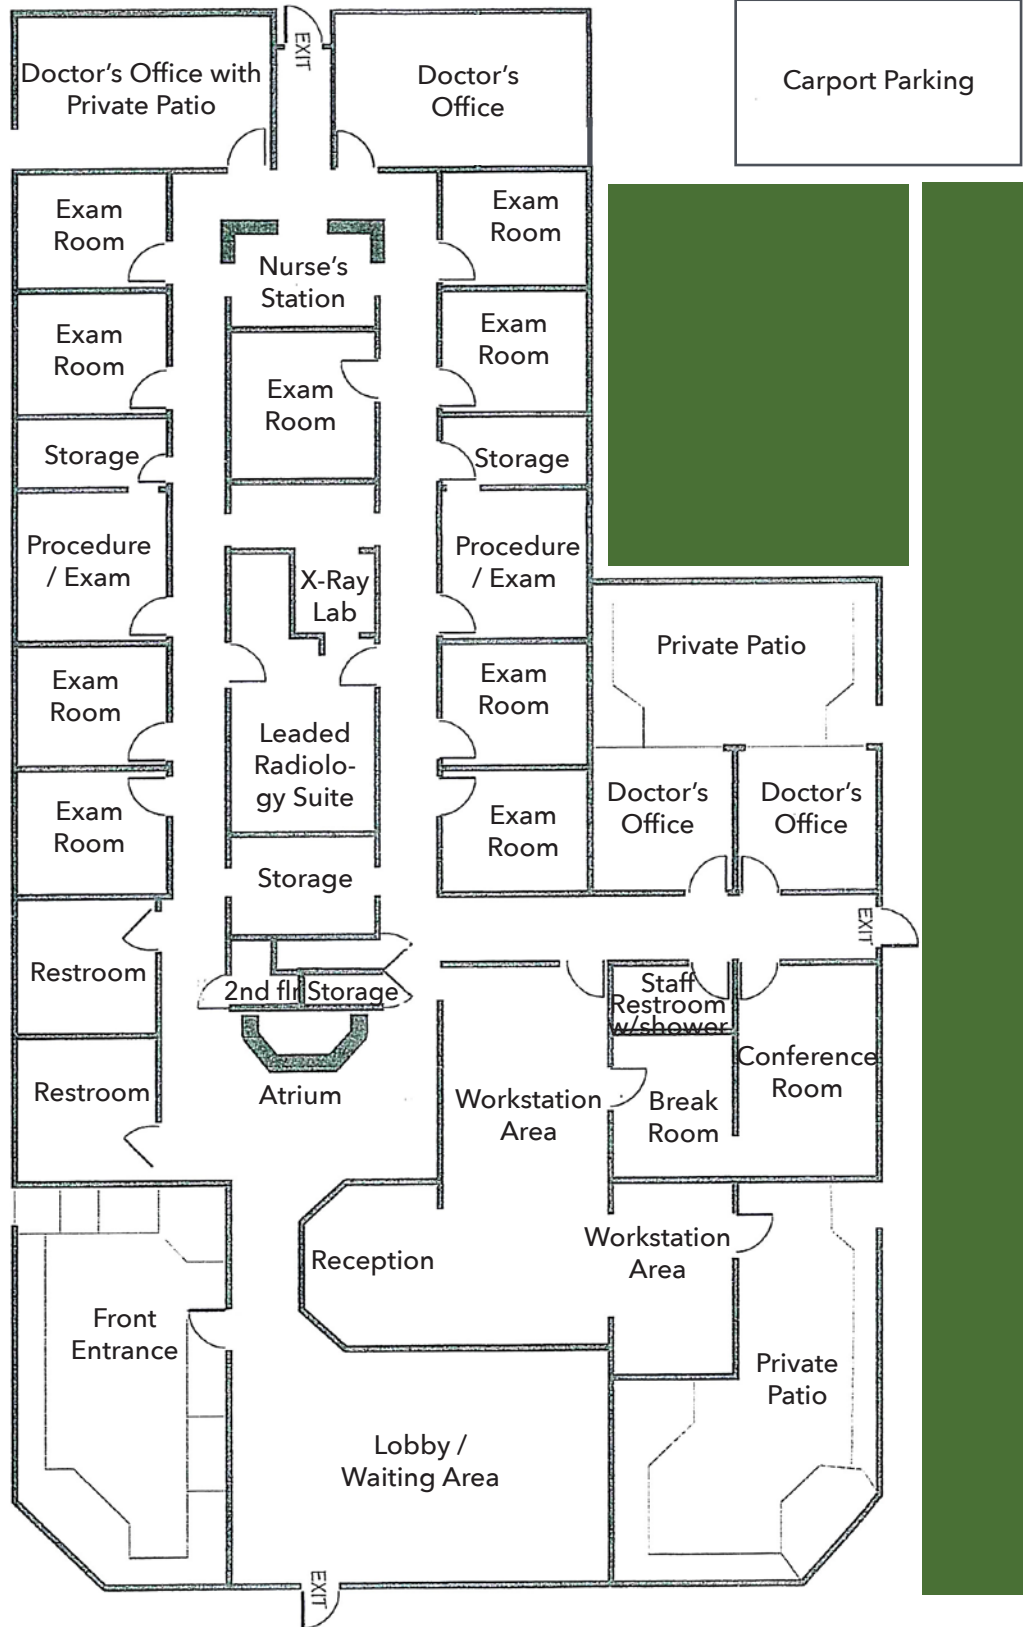 EXIT
Doctor's Office with
Private Patio
Doctor's
Office
Carport Parking
Exam
Room
Exam
Room
Nurse's
Station
Exam
Room
Exam
Room
Exam
Room
Storage
Storage
Procedure
/ Exam
X-Ray
Lab
Procedure
/ Exam
Private Patio
Exam
Room
Exam
Room
Leaded
Radiolo-
gy Suite
Doctor's
Office
Doctor's
Office
Exam
Room
Exam
Room
Storage
EXIT
Restroom
2nd flr
Storage
Staff
Restroom
w/shower
Restroom
Atrium
Workstation
Area
Break
Room
Conference
Room
Reception
Workstation
Area
Front
Entrance
Private
Patio
Lobby /
Waiting Area
EXIT